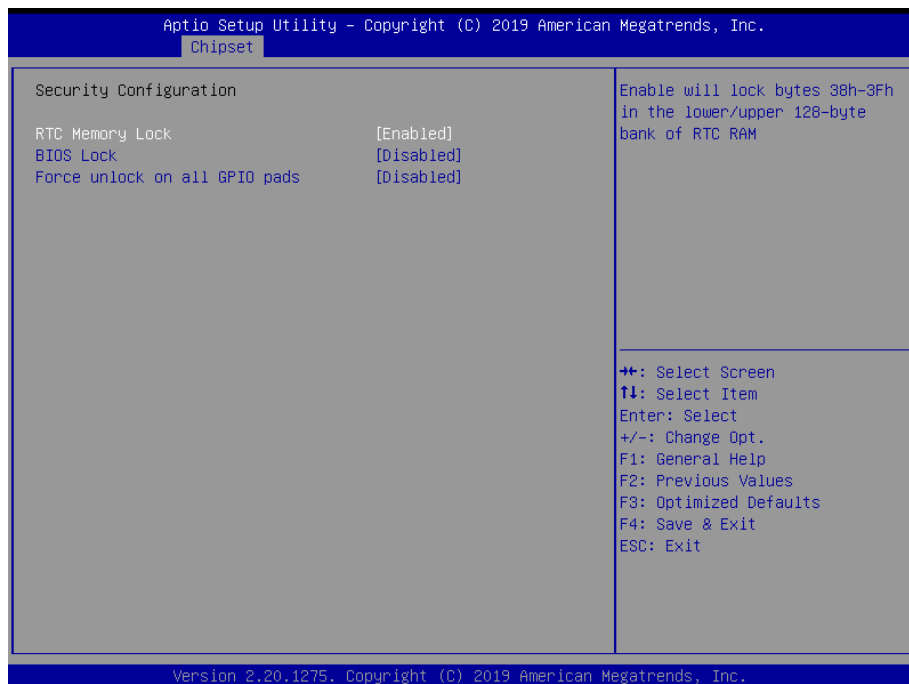 Aptio Setup Utility – Copyright (C) 2019 American Megatrends, Inc.
Chipset
Security Configuration
RTC Memory Lock [Enabled]
BIOS Lock [Disabled]
Force unlock on all GPIO pads [Disabled]
Enable will lock bytes 38h-3Fh
in the lower/upper 128-byte
bank of RTC RAM
→←: Select Screen
↑↓: Select Item
Enter: Select
+/-: Change Opt.
F1: General Help
F2: Previous Values
F3: Optimized Defaults
F4: Save & Exit
ESC: Exit
Version 2.20.1275. Copyright (C) 2019 American Megatrends, Inc.